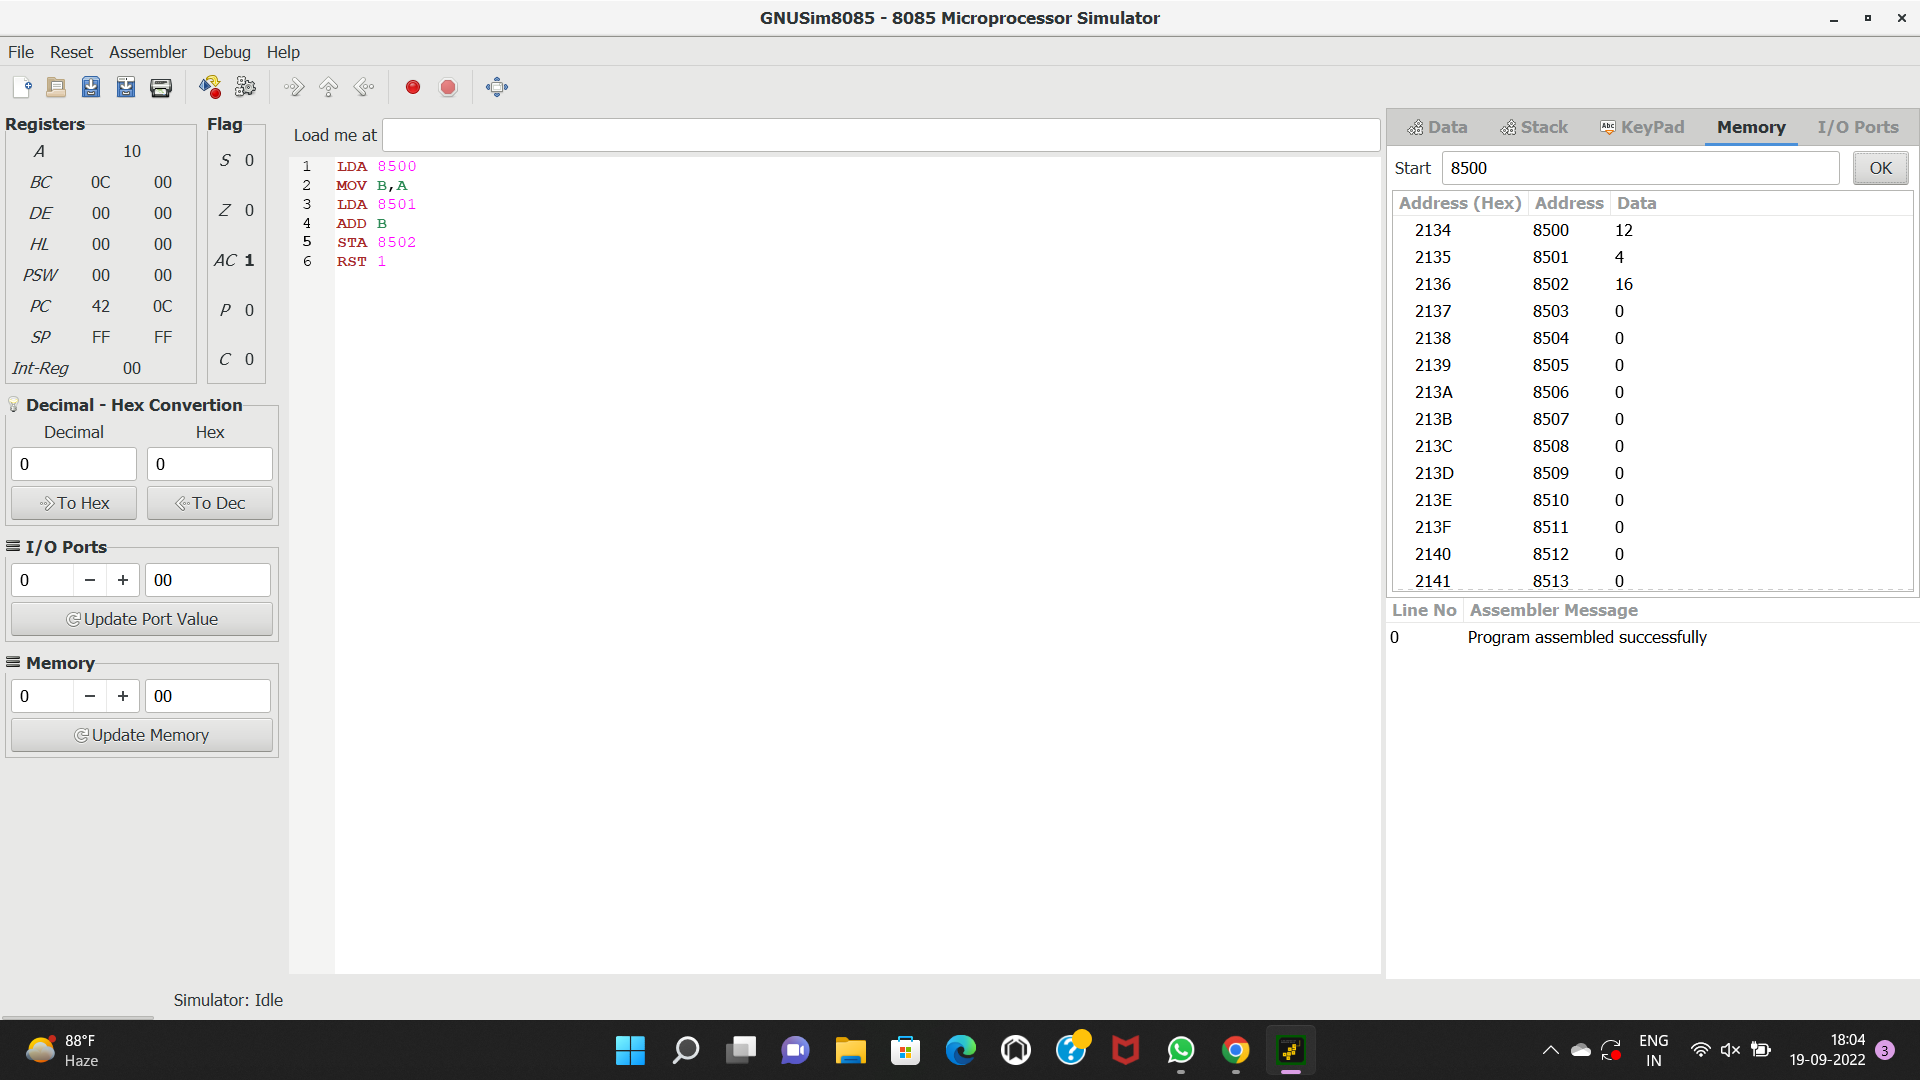 GNUSim8085 - 8085 Microprocessor Simulator
File Reset Assembler Debug Help
Registers
A 10
BC 0C 00
DE 00 00
HL 00 00
PSW 00 00
PC 42 0C
SP FF FF
Int-Reg 00
Flag
S 0
Z 0
AC 1
P 0
C 0
Decimal - Hex Convertion
Decimal Hex
0 0
To Hex To Dec
I/O Ports
0 − + 00
Update Port Value
Memory
0 − + 00
Update Memory
Load me at
1 LDA 8500
2 MOV B,A
3 LDA 8501
4 ADD B
5 STA 8502
6 RST 1
Data Stack Abc KeyPad Memory I/O Ports
Start 8500 OK
Address (Hex) Address Data
2134 8500 12
2135 8501 4
2136 8502 16
2137 8503 0
2138 8504 0
2139 8505 0
213A 8506 0
213B 8507 0
213C 8508 0
213D 8509 0
213E 8510 0
213F 8511 0
2140 8512 0
2141 8513 0
Line No Assembler Message
0 Program assembled successfully
Simulator: Idle
88°F
Haze
ENG
IN
18:04
19-09-2022
3